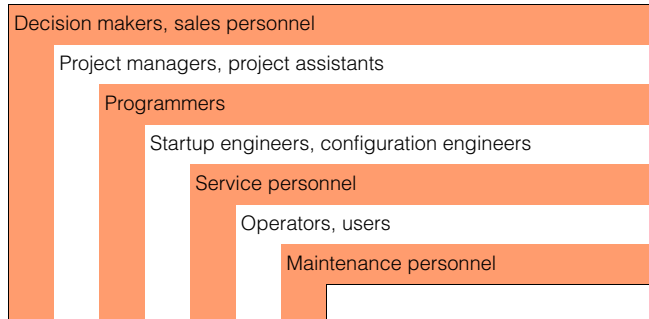 Decision makers, sales personnel
Project managers, project assistants
Programmers
Startup engineers, configuration engineers
Service personnel
Operators, users
Maintenance personnel